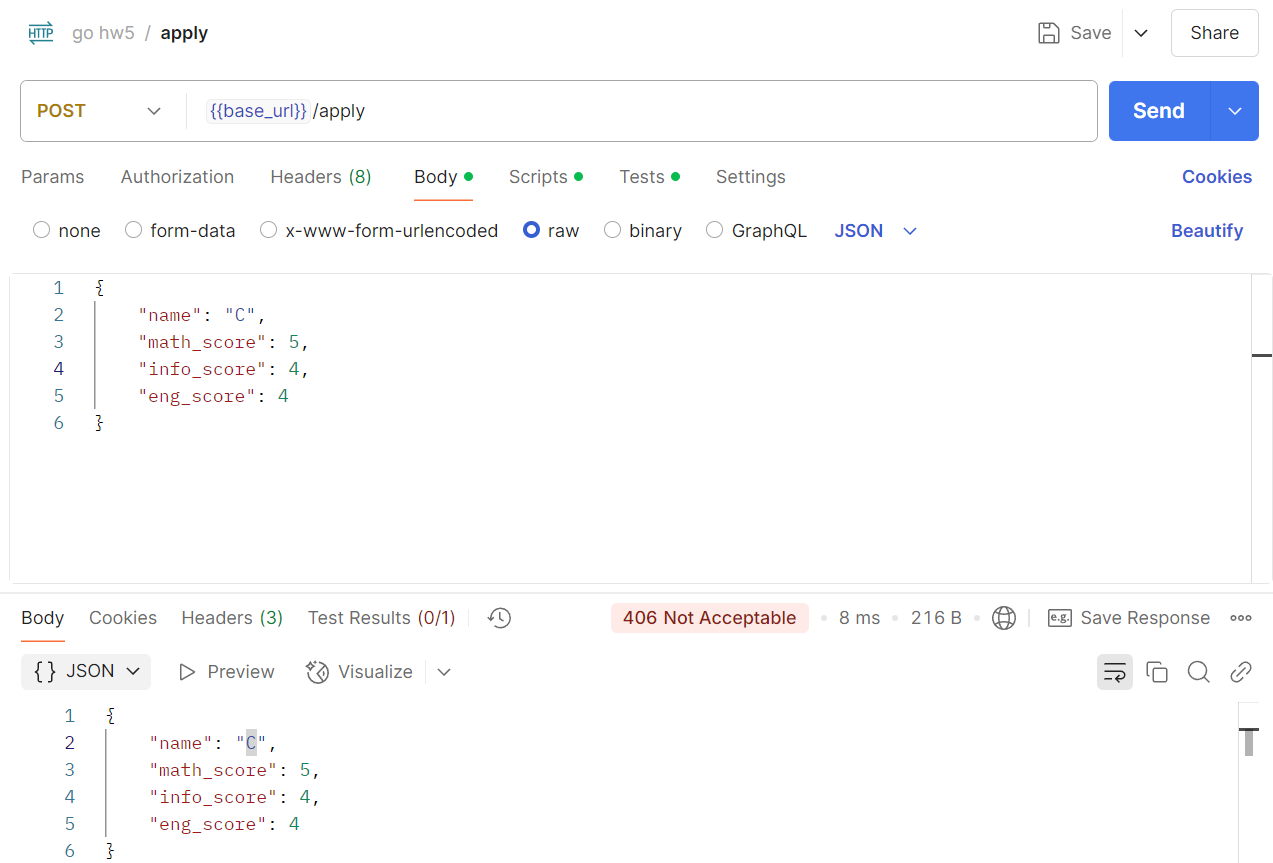 HTTP go hw5 / apply Save Share
POST {{base_url}} /apply Send
Params Authorization Headers (8) Body Scripts Tests Settings Cookies
none form-data x-www-form-urlencoded raw binary GraphQL JSON Beautify
1 {
2 "name": "C",
3 "math_score": 5,
4 "info_score": 4,
5 "eng_score": 4
6 }
Body Cookies Headers (3) Test Results (0/1) 406 Not Acceptable 8 ms 216 B e.g. Save Response
{} JSON Preview Visualize
1 {
2 "name": "C",
3 "math_score": 5,
4 "info_score": 4,
5 "eng_score": 4
6 }